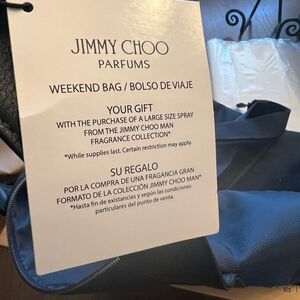 JIMMY CHOO
PARFUMS
WEEKEND BAG / BOLSO DE VIAJE
YOUR GIFT
WITH THE PURCHASE OF A LARGE SIZE SPRAY
FROM THE JIMMY CHOO MAN
FRAGRANCE COLLECTION*
*While supplies last. Certain restriction may apply.
SU REGALO
POR LA COMPRA DE UNA FRAGANCIA GRAN
FORMATO DE LA COLECCIÓN JIMMY CHOO MAN*
*Hasta fin de existancias y según las condiciones
particulares del punto de venta.